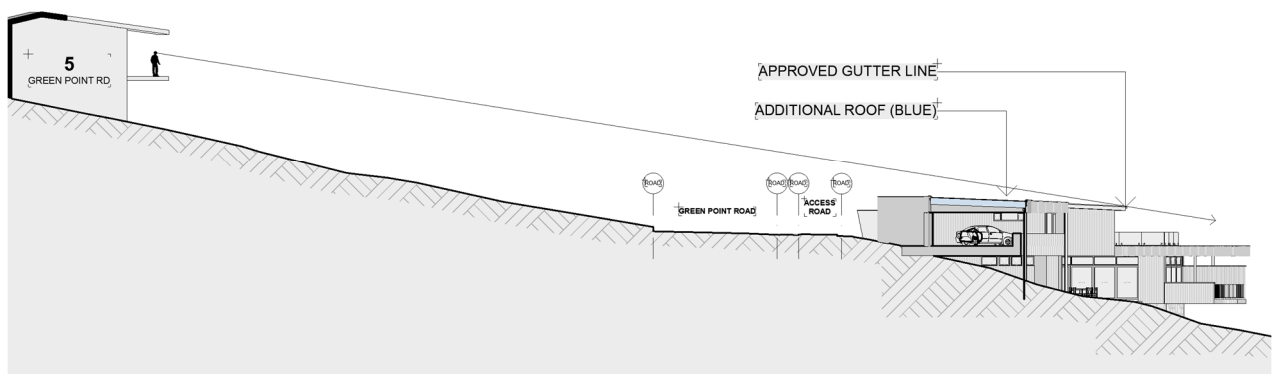 5
GREEN POINT RD
APPROVED GUTTER LINE
ADDITIONAL ROOF (BLUE)
ROAD
ROAD
ROAD
ROAD
GREEN POINT ROAD
ACCESS
ROAD